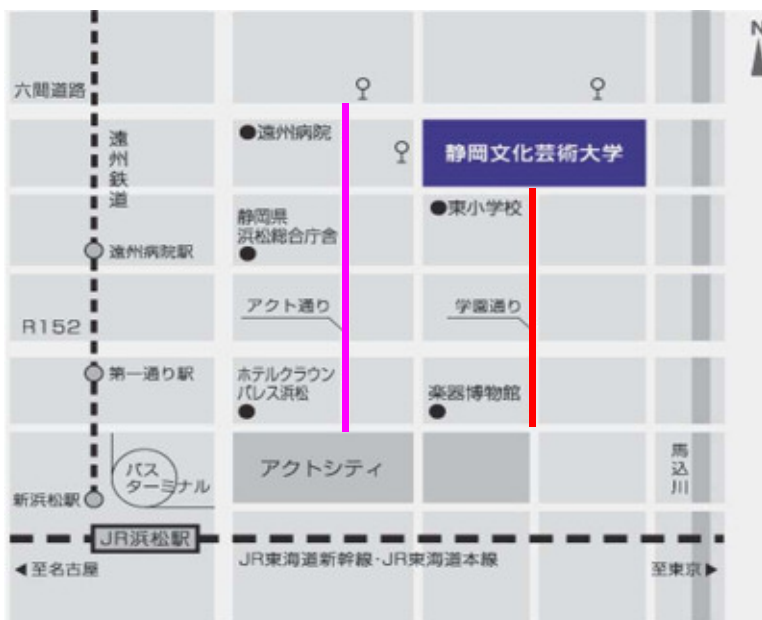 N
六間道路
遠州鉄道
●遠州病院
静岡文化芸術大学
●東小学校
静岡県
浜松総合庁舎
遠州病院駅
アクト通り
学園通り
R152
第一通り駅
ホテルクラウン
パレス浜松
楽器博物館
バス
ターミナル
アクトシティ
馬込川
新浜松駅
JR浜松駅
JR東海道新幹線・JR東海道本線
◀至名古屋
至東京▶